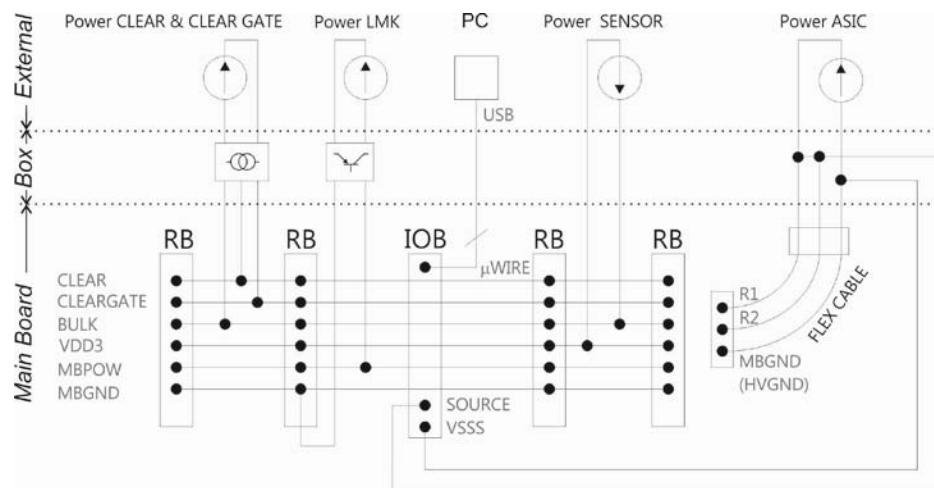 Power CLEAR & CLEAR GATE
Power LMK
PC
Power SENSOR
Power ASIC
External
USB
Box
RB
RB
IOB
RB
RB
µWIRE
CLEAR
CLEARGATE
BULK
VDD3
MBPOW
MBGND
Main Board
R1
R2
MBGND
(HVGND)
FLEX CABLE
SOURCE
VSSS